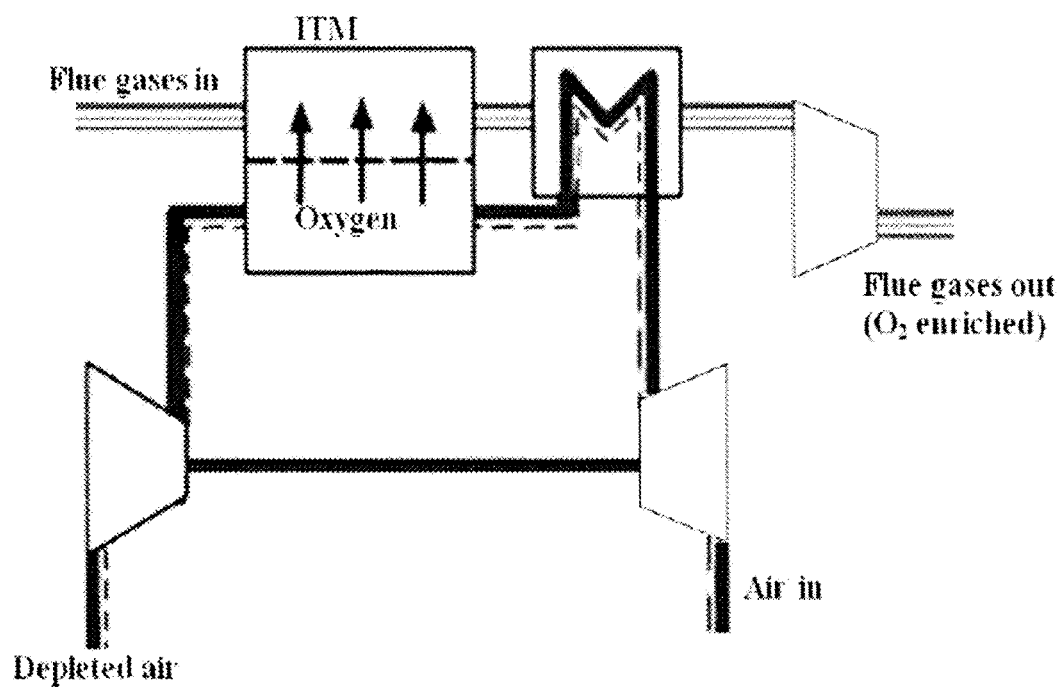 ITM
Flue gases in
Oxygen
Flue gases out
(O₂ enriched)
Air in
Depleted air